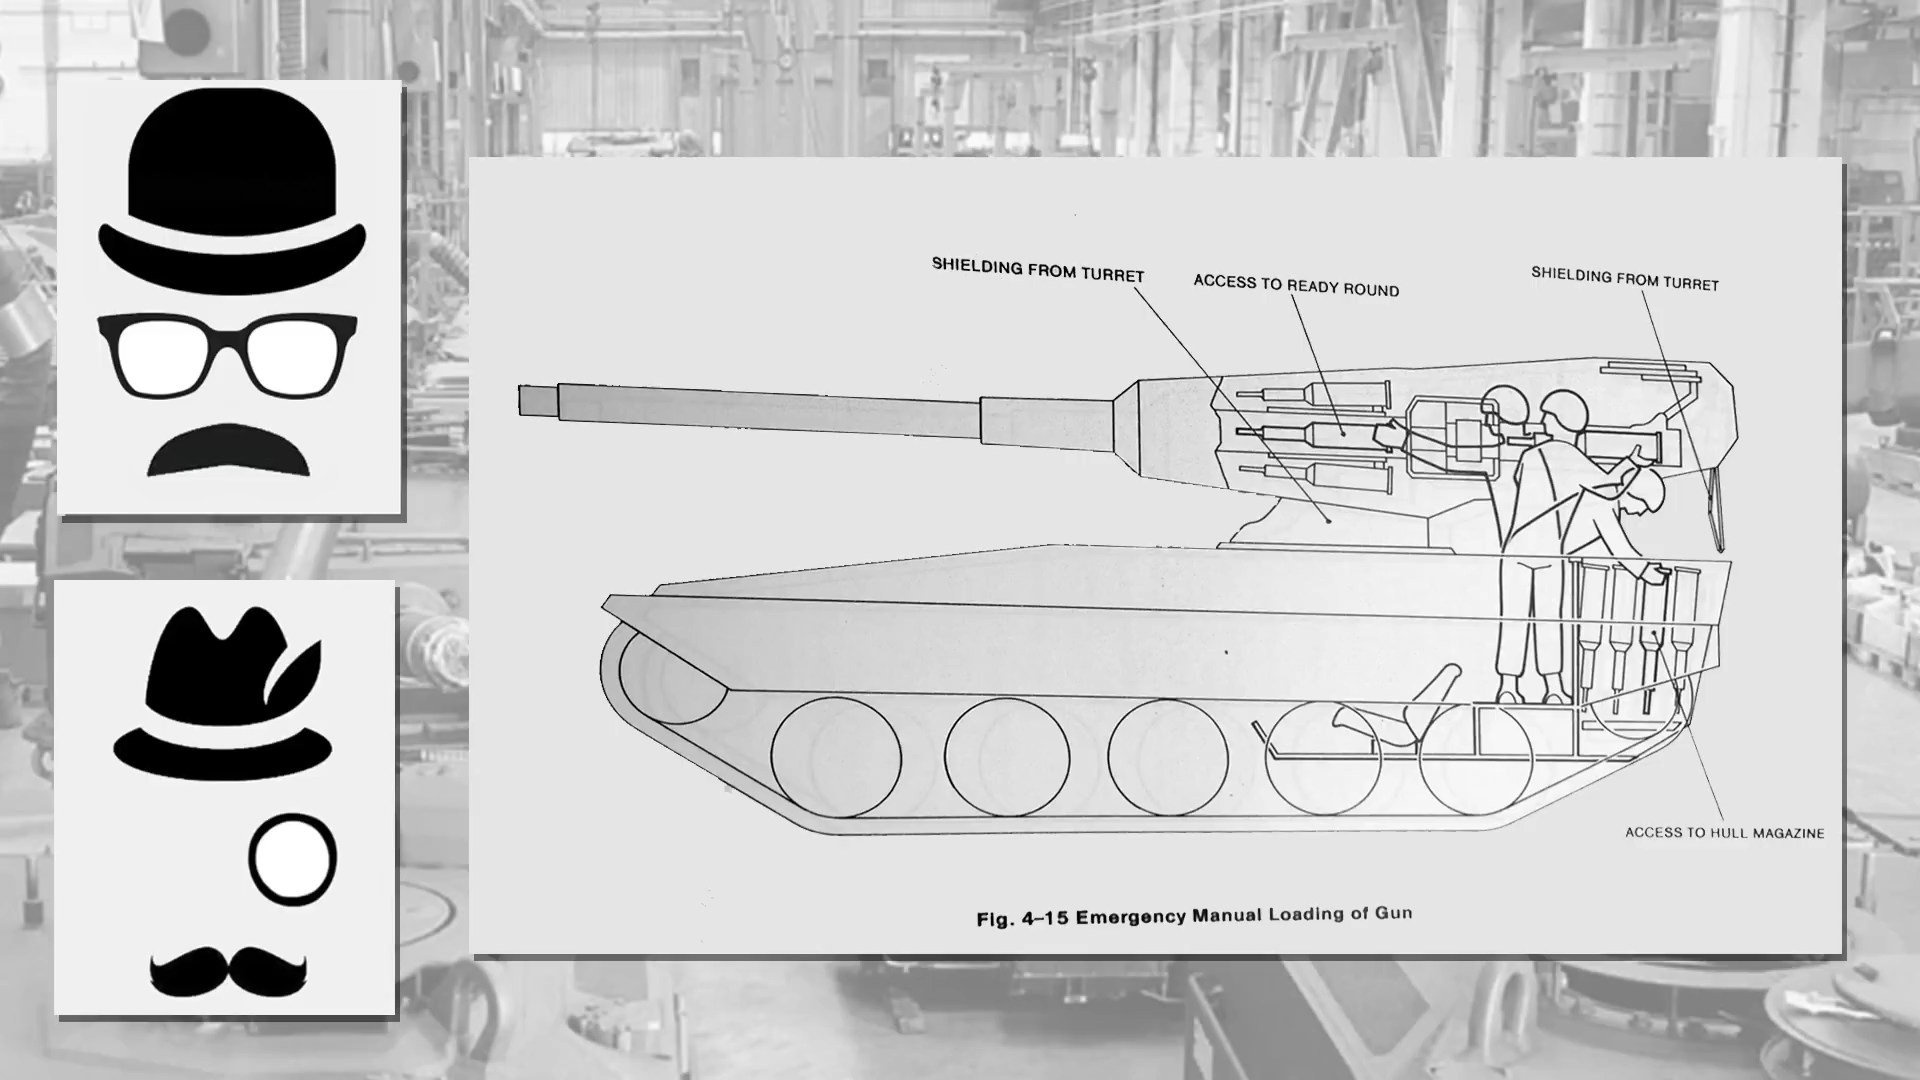 SHIELDING FROM TURRET
ACCESS TO READY ROUND
SHIELDING FROM TURRET
ACCESS TO HULL MAGAZINE
Fig. 4–15 Emergency Manual Loading of Gun